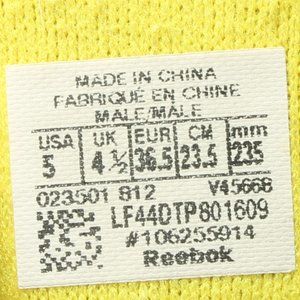 MADE IN CHINA
FABRIQUÉ EN CHINE
MALE/MALE
USA UK EUR CM mm
5 4 ½ 36.5 23.5 235
023501 812 V45668
LF44DTP801609
#106255914
Reebok